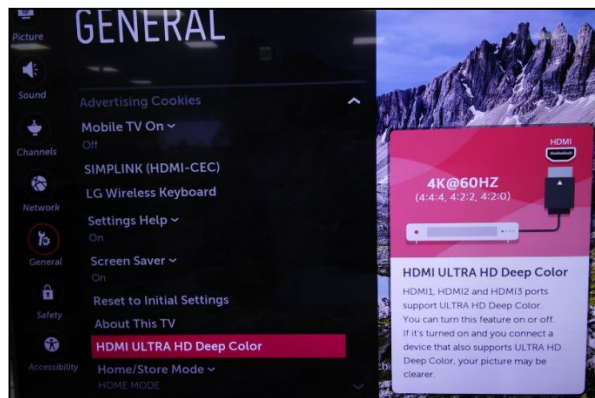 GENERAL
Picture
Sound
Channels
Network
General
Safety
Accessibility
Advertising Cookies
Mobile TV On
Off
SIMPLINK (HDMI-CEC)
LG Wireless Keyboard
Settings Help
On
Screen Saver
On
Reset to Initial Settings
About This TV
HDMI ULTRA HD Deep Color
Home/Store Mode
HOME MODE
HDMI
4K@60HZ
(4:4:4, 4:2:2, 4:2:0)
HDMI ULTRA HD Deep Color
HDMI1, HDMI2 and HDMI3 ports
support ULTRA HD Deep Color.
You can turn this feature on or off.
If it's turned on and you connect a
device that also supports ULTRA HD
Deep Color, your picture may be
clearer.